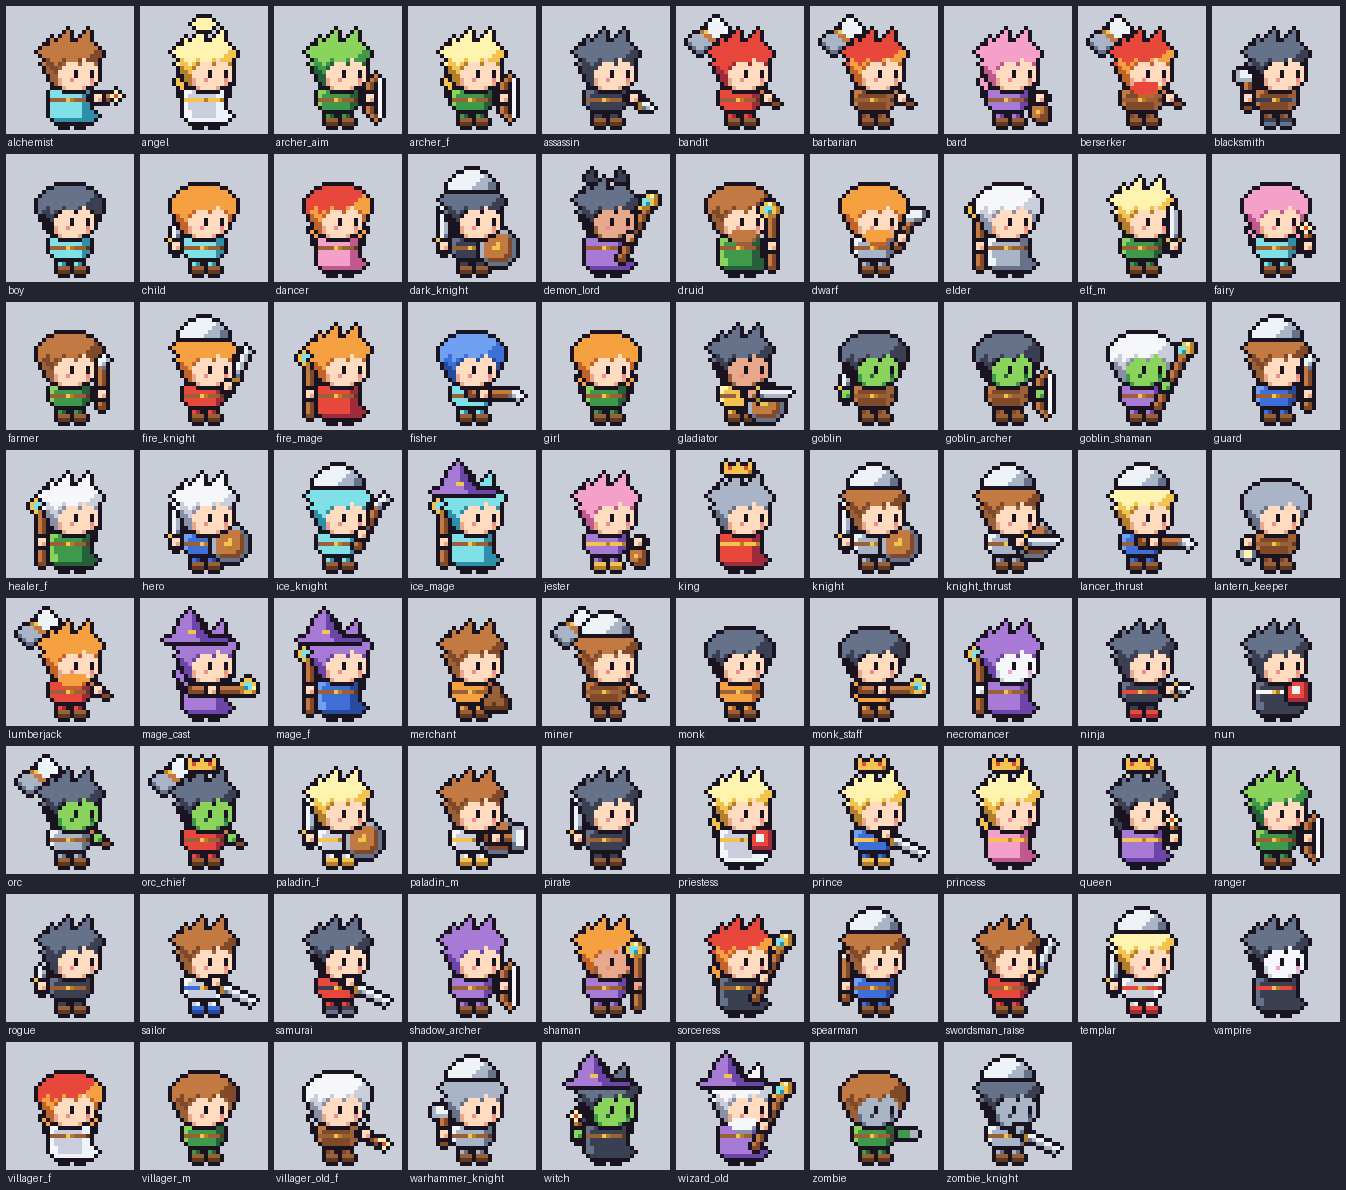 alchemist angel archer_aim archer_f assassin bandit barbarian bard berserker blacksmith
boy child dancer dark_knight demon_lord druid dwarf elder elf_m fairy
farmer fire_knight fire_mage fisher girl gladiator goblin goblin_archer goblin_shaman guard
healer_f hero ice_knight ice_mage jester king knight knight_thrust lancer_thrust lantern_keeper
lumberjack mage_cast mage_f merchant miner monk monk_staff necromancer ninja nun
orc orc_chief paladin_f paladin_m pirate priestess prince princess queen ranger
rogue sailor samurai shadow_archer shaman sorceress spearman swordsman_raise templar vampire
villager_f villager_m villager_old_f warhammer_knight witch wizard_old zombie zombie_knight